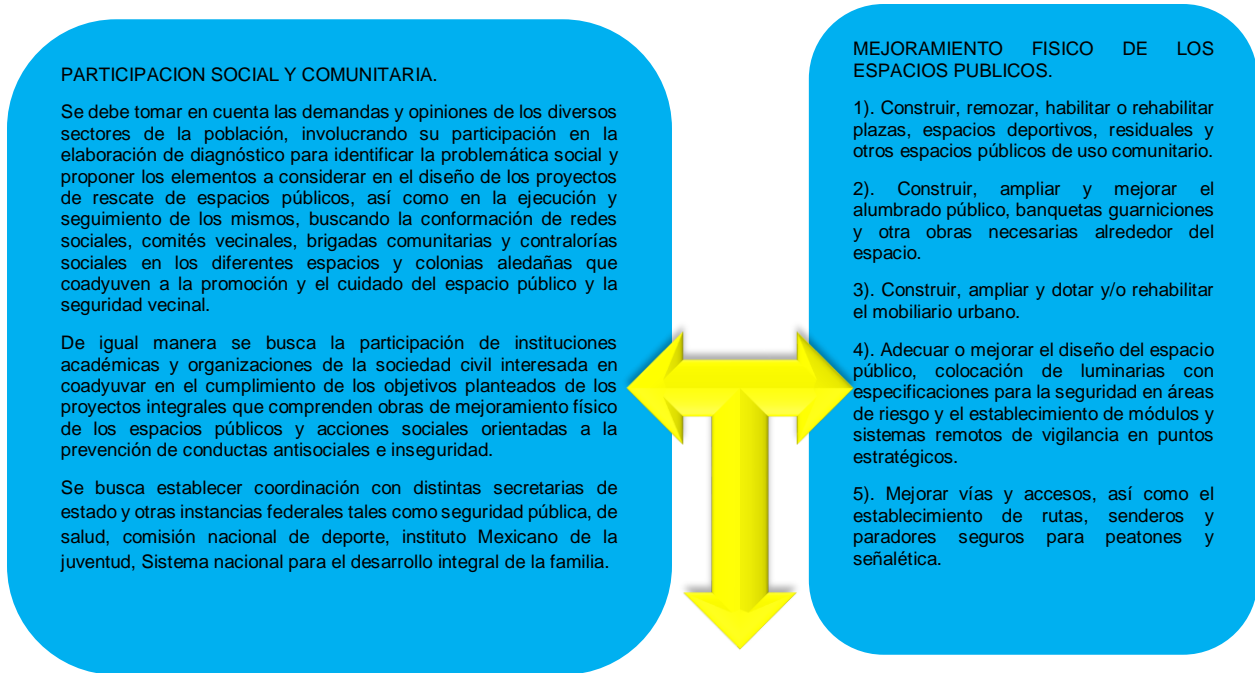 PARTICIPACION SOCIAL Y COMUNITARIA.
Se debe tomar en cuenta las demandas y opiniones de los diversos
sectores de la población, involucrando su participación en la
elaboración de diagnóstico para identificar la problemática social y
proponer los elementos a considerar en el diseño de los proyectos
de rescate de espacios públicos, así como en la ejecución y
seguimiento de los mismos, buscando la conformación de redes
sociales, comités vecinales, brigadas comunitarias y contralorías
sociales en los diferentes espacios y colonias aledañas que
coadyuven a la promoción y el cuidado del espacio público y la
seguridad vecinal.
De igual manera se busca la participación de instituciones
académicas y organizaciones de la sociedad civil interesada en
coadyuvar en el cumplimiento de los objetivos planteados de los
proyectos integrales que comprenden obras de mejoramiento físico
de los espacios públicos y acciones sociales orientadas a la
prevención de conductas antisociales e inseguridad.
Se busca establecer coordinación con distintas secretarias de
estado y otras instancias federales tales como seguridad pública, de
salud, comisión nacional de deporte, instituto Mexicano de la
juventud, Sistema nacional para el desarrollo integral de la familia.
MEJORAMIENTO FISICO DE LOS
ESPACIOS PUBLICOS.
1). Construir, remozar, habilitar o rehabilitar
plazas, espacios deportivos, residuales y
otros espacios públicos de uso comunitario.
2). Construir, ampliar y mejorar el
alumbrado público, banquetas guarniciones
y otra obras necesarias alrededor del
espacio.
3). Construir, ampliar y dotar y/o rehabilitar
el mobiliario urbano.
4). Adecuar o mejorar el diseño del espacio
público, colocación de luminarias con
especificaciones para la seguridad en áreas
de riesgo y el establecimiento de módulos y
sistemas remotos de vigilancia en puntos
estratégicos.
5). Mejorar vías y accesos, así como el
establecimiento de rutas, senderos y
paradores seguros para peatones y
señalética.